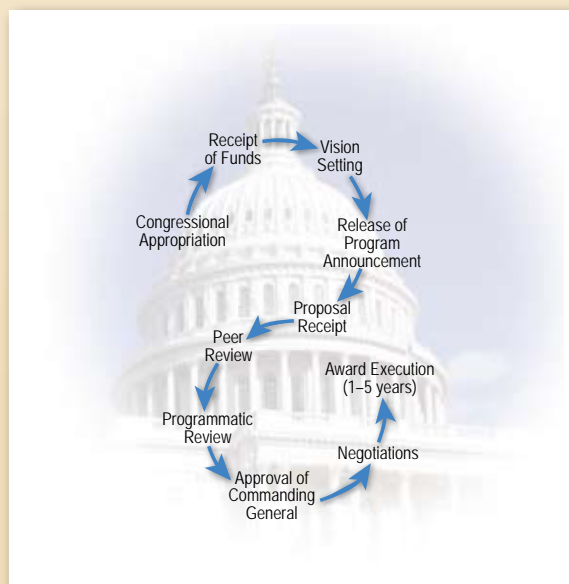 Congressional
Appropriation
Receipt
of Funds
Vision
Setting
Release of
Program
Announcement
Proposal
Receipt
Peer
Review
Programmatic
Review
Approval of
Commanding
General
Negotiations
Award Execution
(1–5 years)